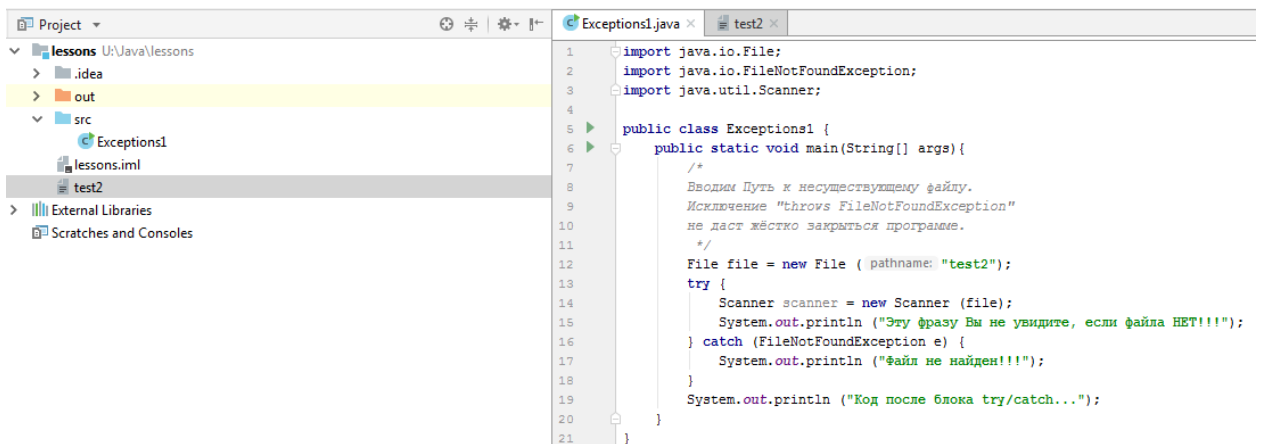 Project
lessons U:\Java\lessons
.idea
out
src
Exceptions1
lessons.iml
test2
External Libraries
Scratches and Consoles
Exceptions1.java
test2
1 import java.io.File;
2 import java.io.FileNotFoundException;
3 import java.util.Scanner;
4
5 public class Exceptions1 {
6 public static void main(String[] args){
7 /*
8 Вводим Путь к несуществующему файлу.
9 Исключение "throws FileNotFoundException"
10 не даст жёстко закрыться программе.
11 */
12 File file = new File ( pathname: "test2");
13 try {
14 Scanner scanner = new Scanner (file);
15 System.out.println ("Эту фразу Вы не увидите, если файла НЕТ!!!");
16 } catch (FileNotFoundException e) {
17 System.out.println ("Файл не найден!!!");
18 }
19 System.out.println ("Код после блока try/catch...");
20 }
21 }